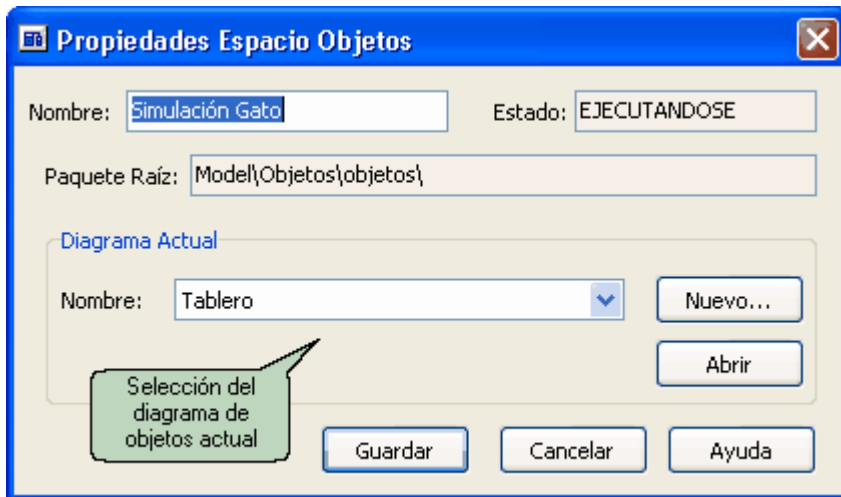 Propiedades Espacio Objetos
Nombre: Simulación Gato Estado: EJECUTANDOSE
Paquete Raíz: Model\Objetos\objetos\
Diagrama Actual
Nombre: Tablero Nuevo...
Abrir
Selección del
diagrama de
objetos actual
Guardar Cancelar Ayuda